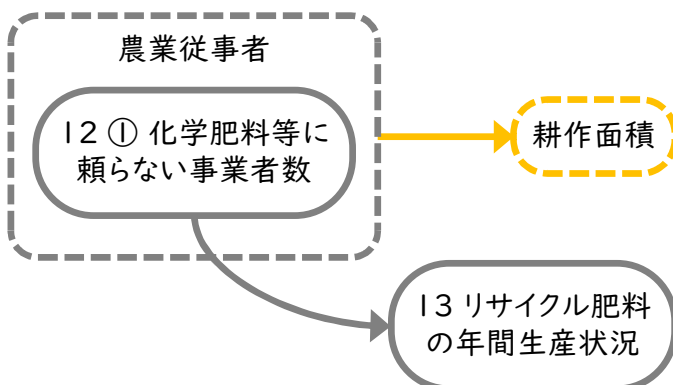 農業従事者
12 ① 化学肥料等に
頼らない事業者数
耕作面積
13 リサイクル肥料
の年間生産状況